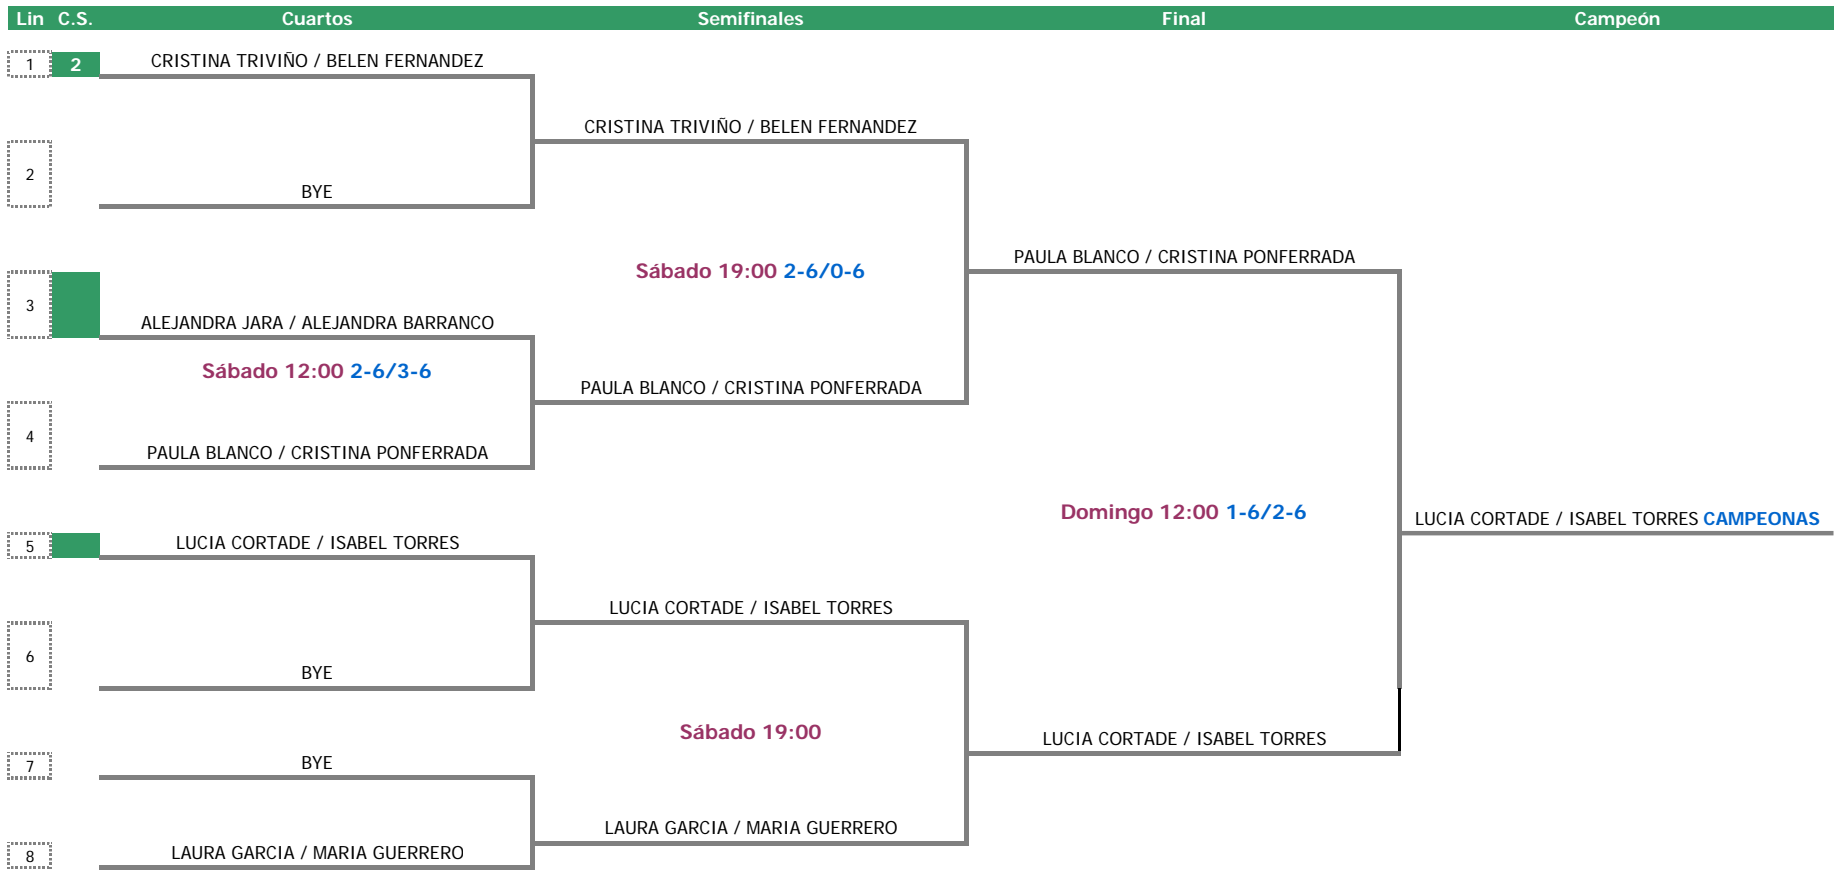 Lin C.S. Cuartos Semifinales Final Campeón
1 2 CRISTINA TRIVIÑO / BELEN FERNANDEZ
CRISTINA TRIVIÑO / BELEN FERNANDEZ
2
BYE
PAULA BLANCO / CRISTINA PONFERRADA
Sábado 19:00 2-6/0-6
3
ALEJANDRA JARA / ALEJANDRA BARRANCO
Sábado 12:00 2-6/3-6
PAULA BLANCO / CRISTINA PONFERRADA
4
PAULA BLANCO / CRISTINA PONFERRADA
Domingo 12:00 1-6/2-6
LUCIA CORTADE / ISABEL TORRES CAMPEONAS
5 LUCIA CORTADE / ISABEL TORRES
LUCIA CORTADE / ISABEL TORRES
6
BYE
Sábado 19:00
LUCIA CORTADE / ISABEL TORRES
7 BYE
LAURA GARCIA / MARIA GUERRERO
8 LAURA GARCIA / MARIA GUERRERO